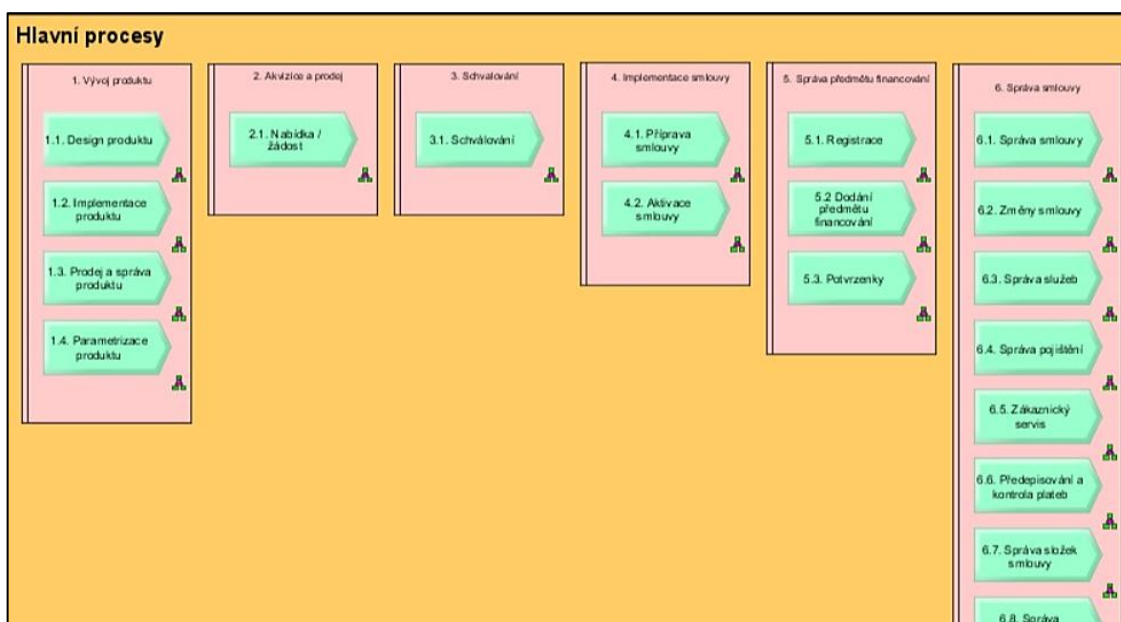 Hlavní procesy
1. Vývoj produktu
1.1. Design produktu
1.2. Implementace
produktu
1.3. Prodej a správa
produktu
1.4. Parametrizace
produktu
2. Akvizice a prodej
2.1. Nabídka /
žádost
3. Schvalování
3.1. Schválování
4. Implementace smlouvy
4.1. Příprava
smlouvy
4.2. Aktivace
smlouvy
5. Správa předmětu financování
5.1. Registrace
5.2 Dodání
předmětu
financování
5.3. Potvrzenky
6. Správa smlouvy
6.1. Správa smlouvy
6.2. Změny smlouvy
6.3. Správa služeb
6.4. Správa pojištění
6.5. Zákaznický
servis
6.6. Předepisování a
kontrola plateb
6.7. Správa složek
smlouvy
6.8. Správa